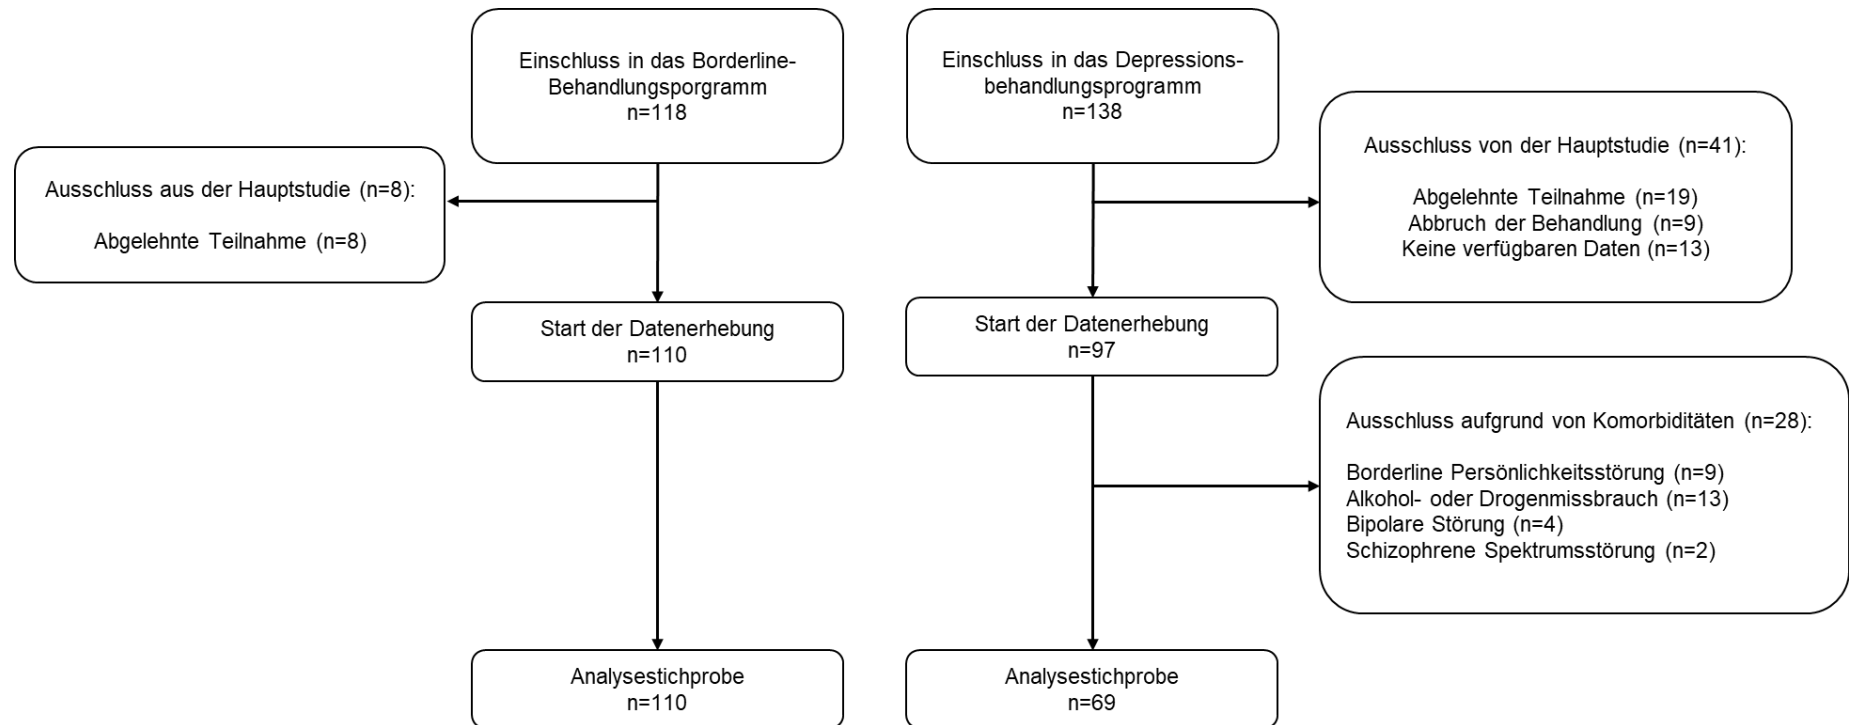 Einschluss in das Borderline-
Behandlungsporgramm
n=118
Einschluss in das Depressions-
behandlungsprogramm
n=138
Ausschluss aus der Hauptstudie (n=8):
Abgelehnte Teilnahme (n=8)
Ausschluss von der Hauptstudie (n=41):
Abgelehnte Teilnahme (n=19)
Abbruch der Behandlung (n=9)
Keine verfügbaren Daten (n=13)
Start der Datenerhebung
n=110
Start der Datenerhebung
n=97
Ausschluss aufgrund von Komorbiditäten (n=28):
Borderline Persönlichkeitsstörung (n=9)
Alkohol- oder Drogenmissbrauch (n=13)
Bipolare Störung (n=4)
Schizophrene Spektrumsstörung (n=2)
Analysestichprobe
n=110
Analysestichprobe
n=69